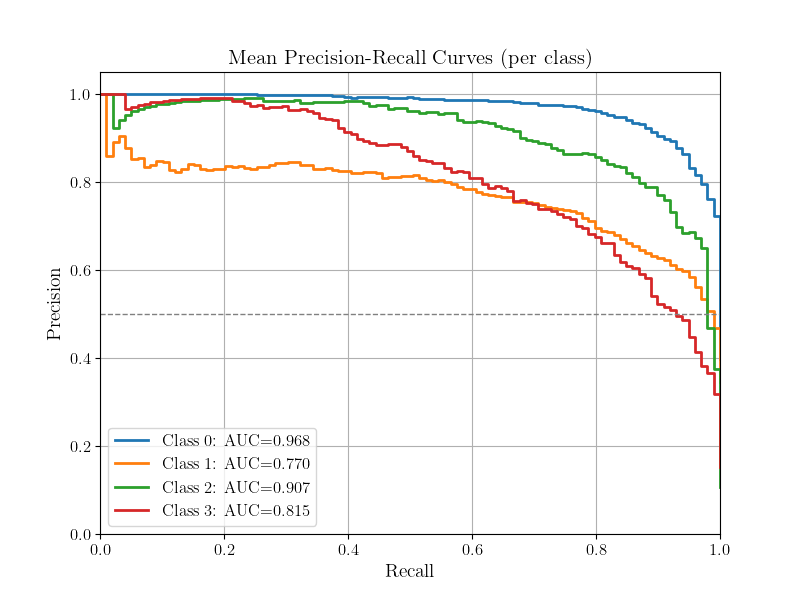 Mean Precision-Recall Curves (per class)
1.0
0.8
0.6
0.4
0.2
0.0
Precision
Class 0: AUC=0.968
Class 1: AUC=0.770
Class 2: AUC=0.907
Class 3: AUC=0.815
0.0 0.2 0.4 0.6 0.8 1.0
Recall